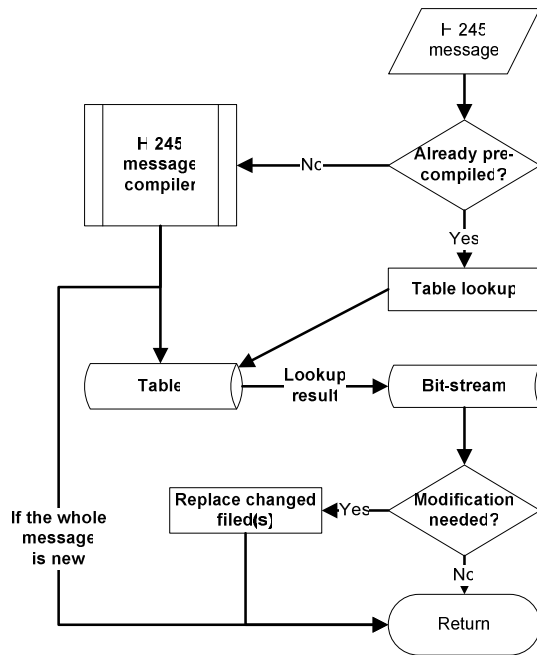 H 245
message
H 245
message
compiler
No
Already pre-
compiled?
Yes
Table lookup
Table
Lookup
result
Bit-stream
If the whole
message
is new
Replace changed
filed(s)
Yes
Modification
needed?
No
Return